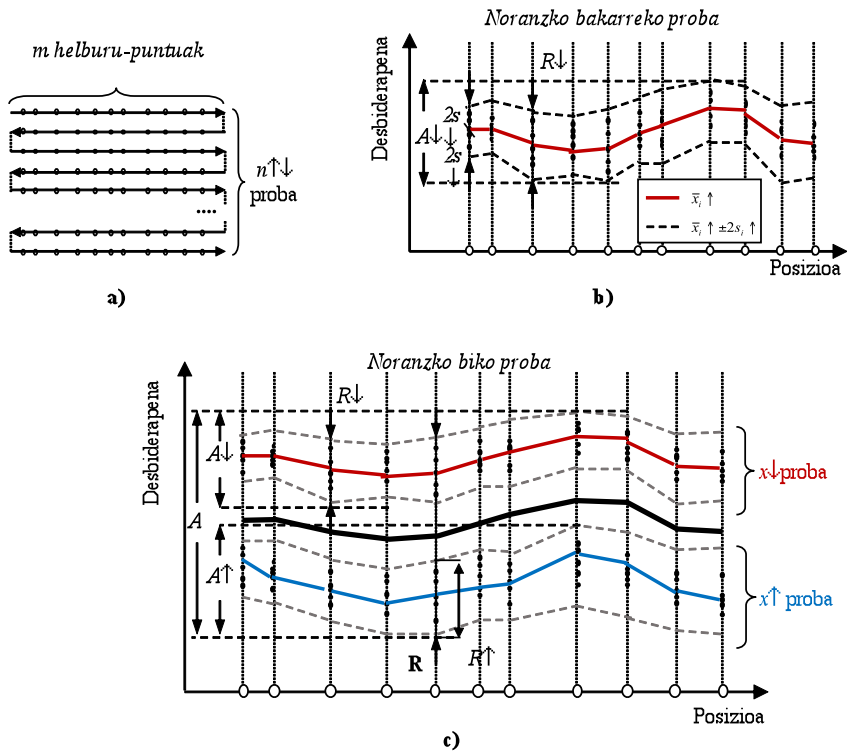 m helburu-puntuak
n↑↓
proba
....
a)
Noranzko bakarreko proba
Desbiderapena
R↓
2s
A↓
↓
2s
↓
x̄ᵢ ↑
x̄ᵢ ↑ ±2sᵢ ↑
Posizioa
b)
Noranzko biko proba
Desbiderapena
R↓
A↓
A
A↑
x↓ proba
x↑ proba
R
R↑
Posizioa
c)